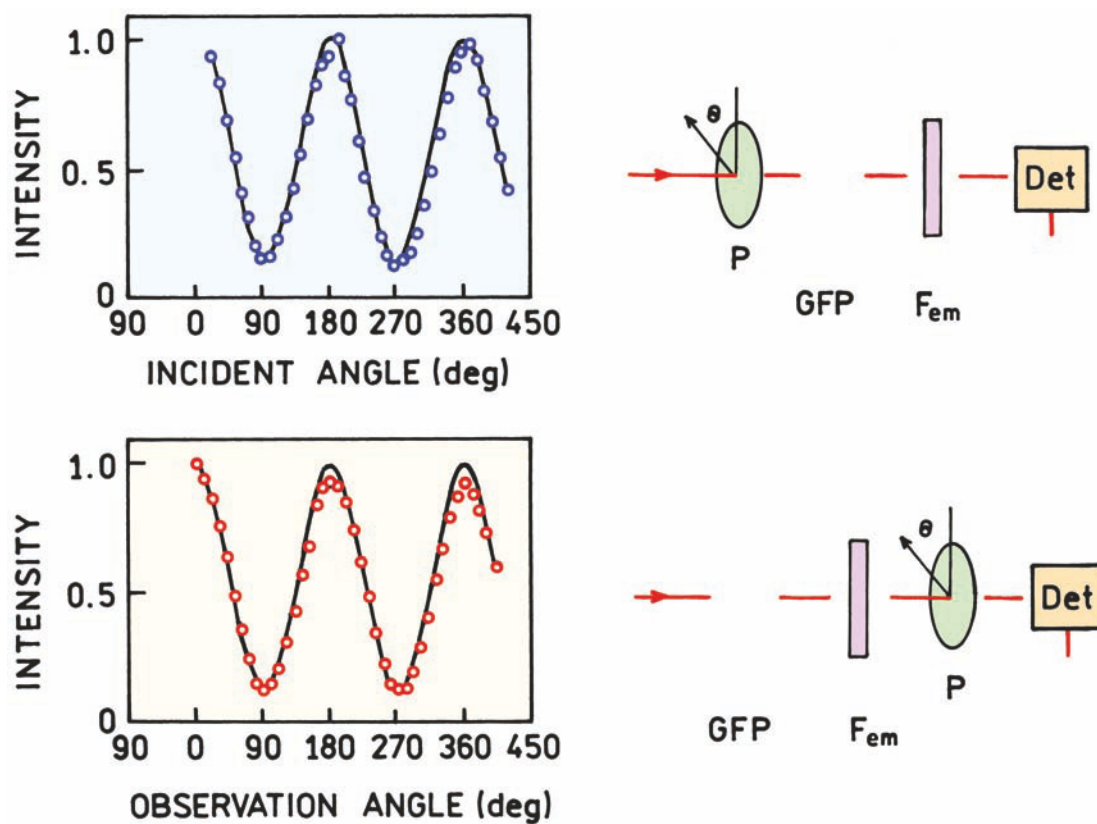 1.0
0.5
0
INTENSITY
90 0 90 180 270 360 450
INCIDENT ANGLE (deg)
θ
P
GFP
Fem
Det
1.0
0.5
0
INTENSITY
90 0 90 180 270 360 450
OBSERVATION ANGLE (deg)
θ
GFP
Fem
P
Det